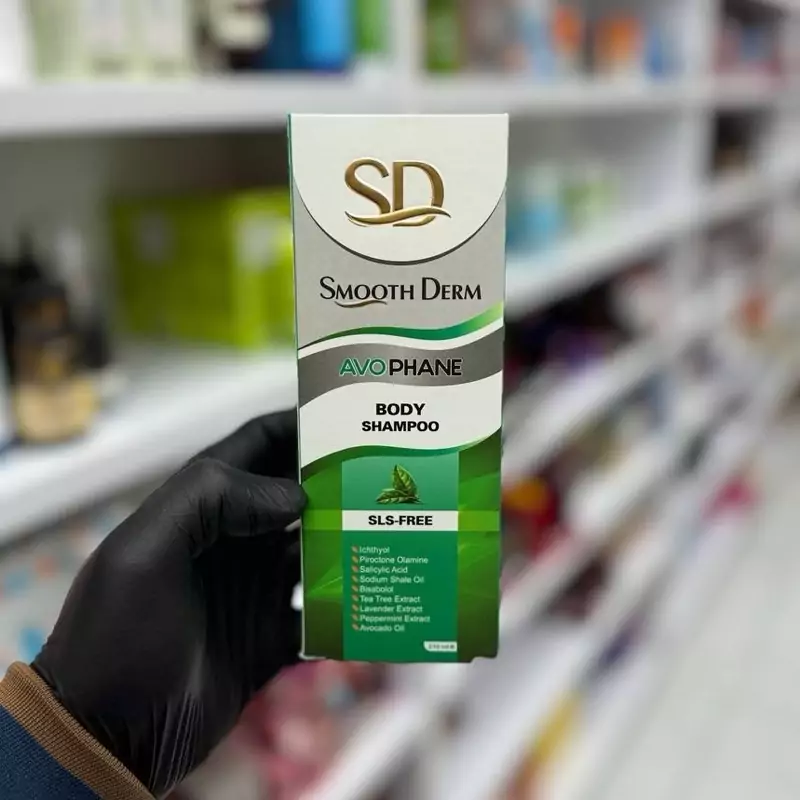 SD
SMOOTH DERM
AVOPHANE
BODY
SHAMPOO
SLS-FREE
Ichthyol
Piroctone Olamine
Salicylic Acid
Sodium Shale Oil
Bisabolol
Tea Tree Extract
Lavender Extract
Peppermint Extract
Avocado Oil